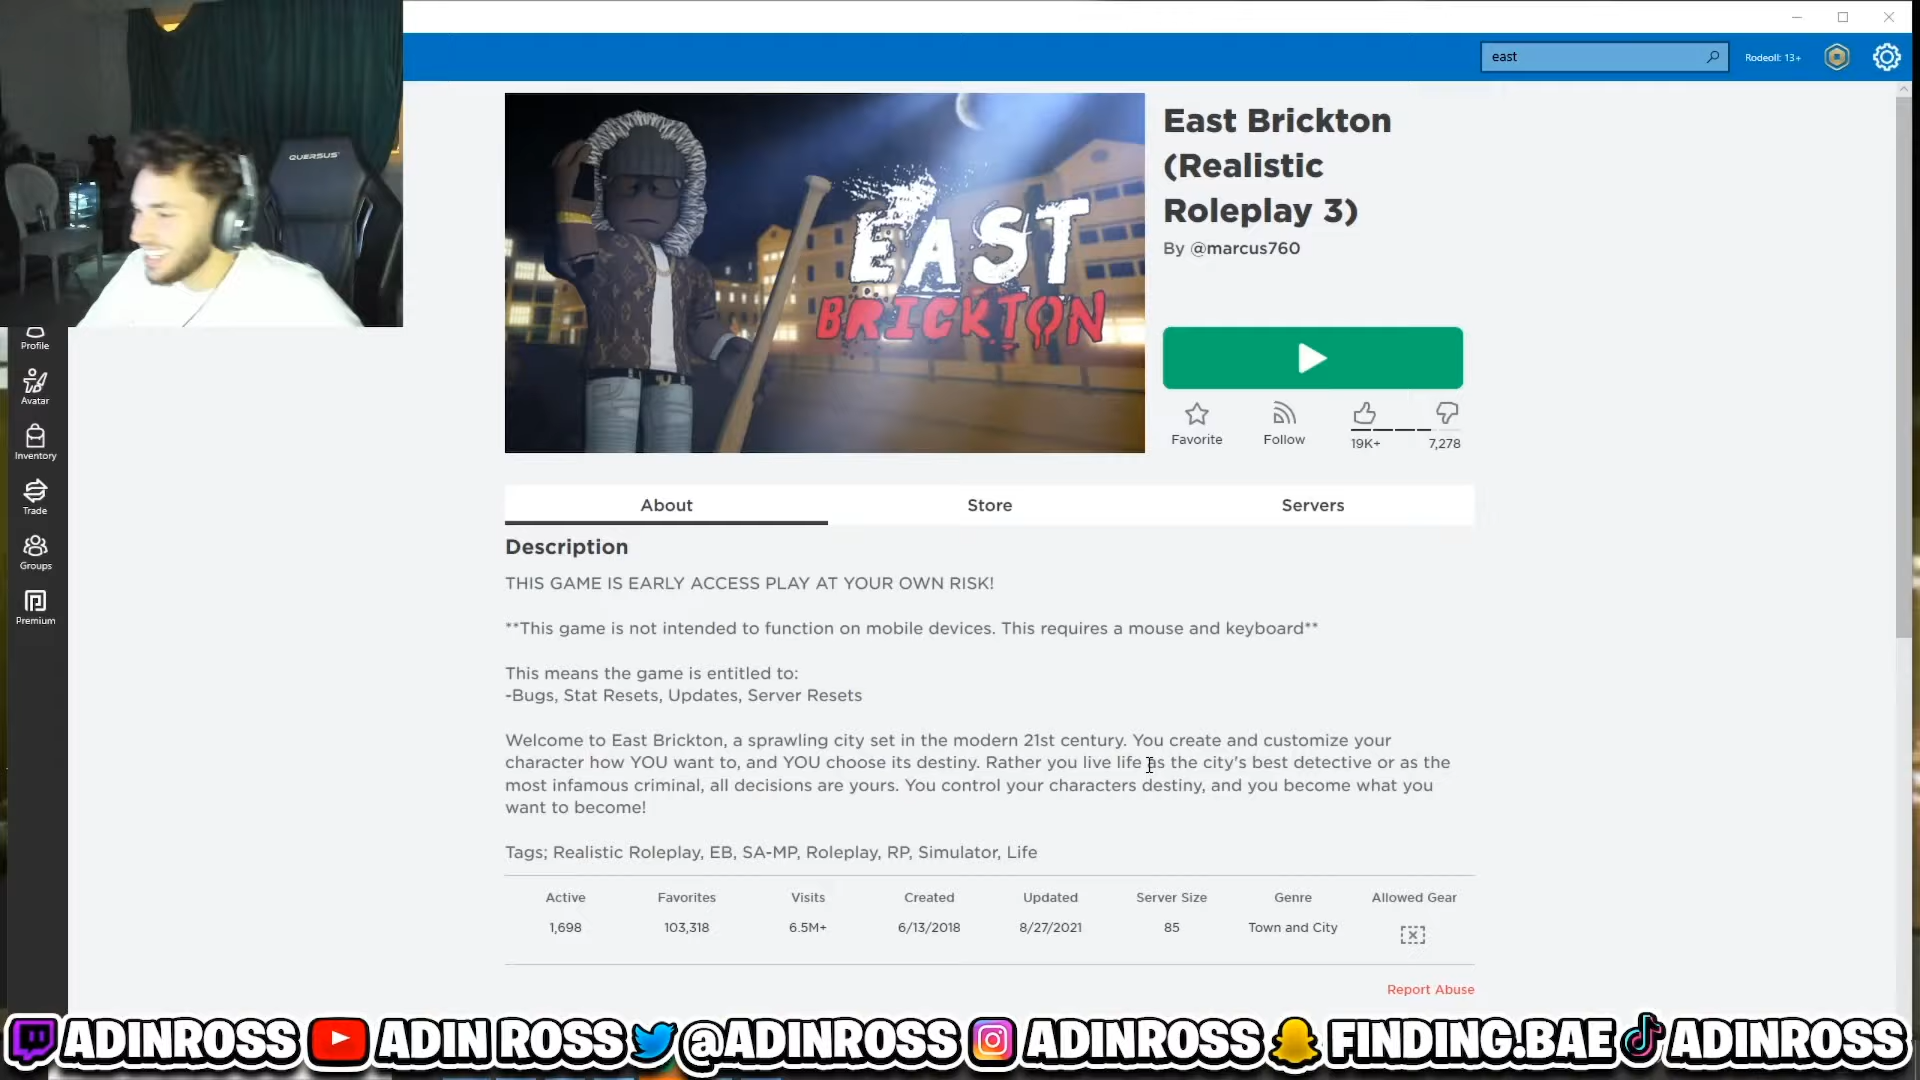 QUERSUS
east
Rodeoll: 13+
EAST
BRICKTON
East Brickton
(Realistic
Roleplay 3)
By @marcus760
Favorite
Follow
19K+
7,278
Profile
Avatar
Inventory
Trade
Groups
Premium
About
Store
Servers
Description
THIS GAME IS EARLY ACCESS PLAY AT YOUR OWN RISK!
**This game is not intended to function on mobile devices. This requires a mouse and keyboard**
This means the game is entitled to:
-Bugs, Stat Resets, Updates, Server Resets
Welcome to East Brickton, a sprawling city set in the modern 21st century. You create and customize your
character how YOU want to, and YOU choose its destiny. Rather you live life as the city's best detective or as the
most infamous criminal, all decisions are yours. You control your characters destiny, and you become what you
want to become!
Tags; Realistic Roleplay, EB, SA-MP, Roleplay, RP, Simulator, Life
Active Favorites Visits Created Updated Server Size Genre Allowed Gear
1,698 103,318 6.5M+ 6/13/2018 8/27/2021 85 Town and City
Report Abuse
ADINROSS ADIN ROSS @ADINROSS ADINROSS FINDING.BAE ADINROSS